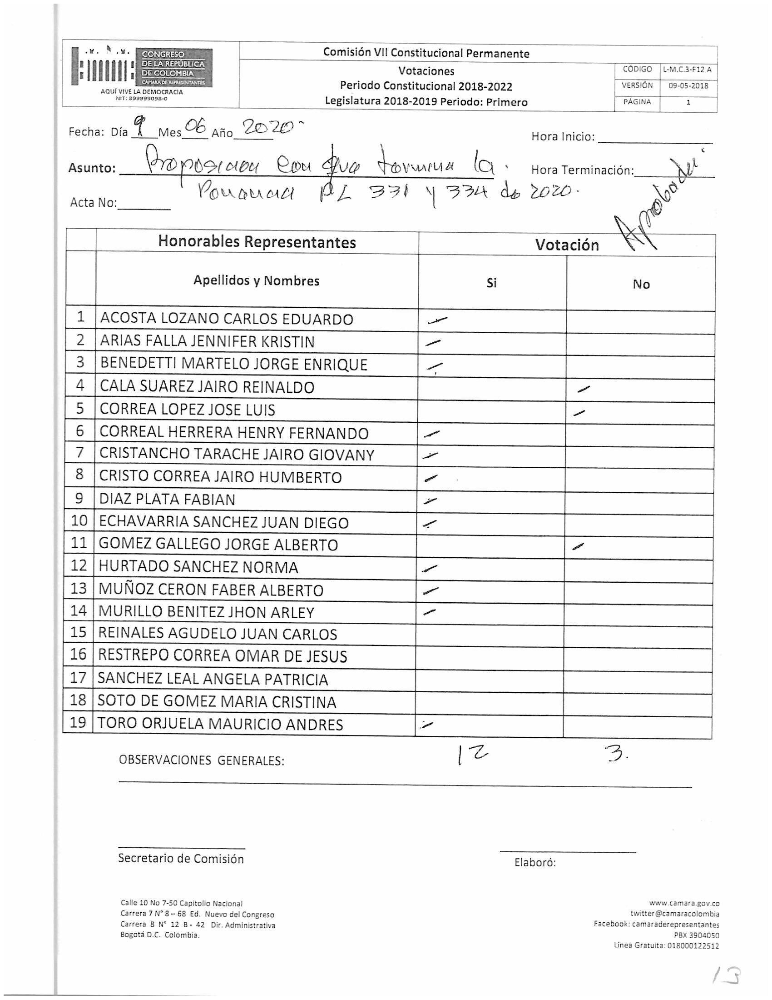 CONGRESO
DE LA REPÚBLICA
DE COLOMBIA
CÁMARA DE REPRESENTANTES
AQUÍ VIVE LA DEMOCRACIA
NIT: 899999098-0
Comisión VII Constitucional Permanente
Votaciones
Periodo Constitucional 2018-2022
Legislatura 2018-2019 Periodo: Primero
CÓDIGO L-M.C.3-F12 A
VERSIÓN 09-05-2018
PÁGINA 1
Fecha: Día 9 Mes 06 Año 2020
Hora Inicio:
Asunto: Proposicion con que termina la
Hora Terminación:
Ponencia PL 331 y 334 de 2020.
Acta No:
Aprobado
Honorables Representantes Votación
Apellidos y Nombres Si No
1 ACOSTA LOZANO CARLOS EDUARDO
2 ARIAS FALLA JENNIFER KRISTIN
3 BENEDETTI MARTELO JORGE ENRIQUE
4 CALA SUAREZ JAIRO REINALDO
5 CORREA LOPEZ JOSE LUIS
6 CORREAL HERRERA HENRY FERNANDO
7 CRISTANCHO TARACHE JAIRO GIOVANY
8 CRISTO CORREA JAIRO HUMBERTO
9 DIAZ PLATA FABIAN
10 ECHAVARRIA SANCHEZ JUAN DIEGO
11 GOMEZ GALLEGO JORGE ALBERTO
12 HURTADO SANCHEZ NORMA
13 MUÑOZ CERON FABER ALBERTO
14 MURILLO BENITEZ JHON ARLEY
15 REINALES AGUDELO JUAN CARLOS
16 RESTREPO CORREA OMAR DE JESUS
17 SANCHEZ LEAL ANGELA PATRICIA
18 SOTO DE GOMEZ MARIA CRISTINA
19 TORO ORJUELA MAURICIO ANDRES
12 3.
OBSERVACIONES GENERALES:
Secretario de Comisión
Elaboró:
Calle 10 No 7-50 Capitolio Nacional
Carrera 7 N° 8 – 68 Ed. Nuevo del Congreso
Carrera 8 N° 12 B - 42 Dir. Administrativa
Bogotá D.C. Colombia.
www.camara.gov.co
twitter@camaracolombia
Facebook: camaraderepresentantes
PBX 3904050
Línea Gratuita: 018000122512
13